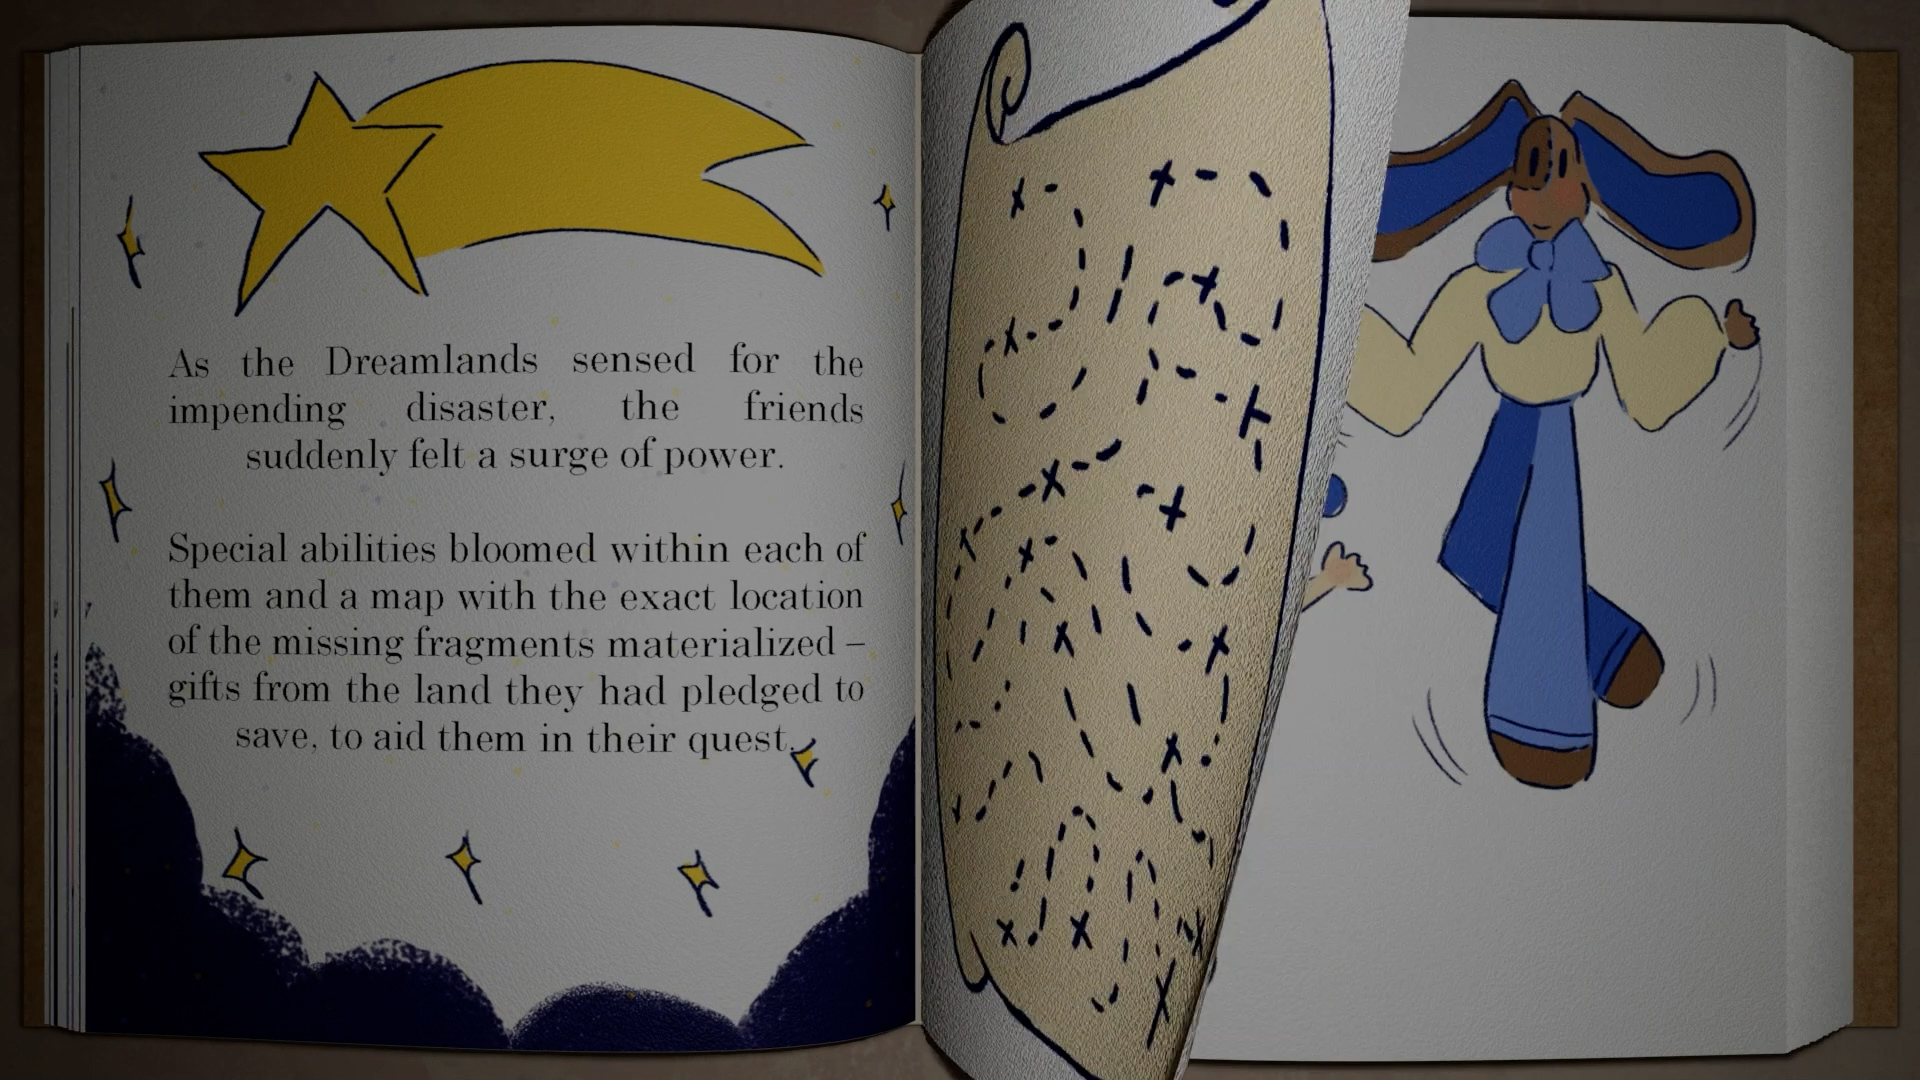 As the Dreamlands sensed for the
impending disaster, the friends
suddenly felt a surge of power.
Special abilities bloomed within each of
them and a map with the exact location
of the missing fragments materialized –
gifts from the land they had pledged to
save, to aid them in their quest.